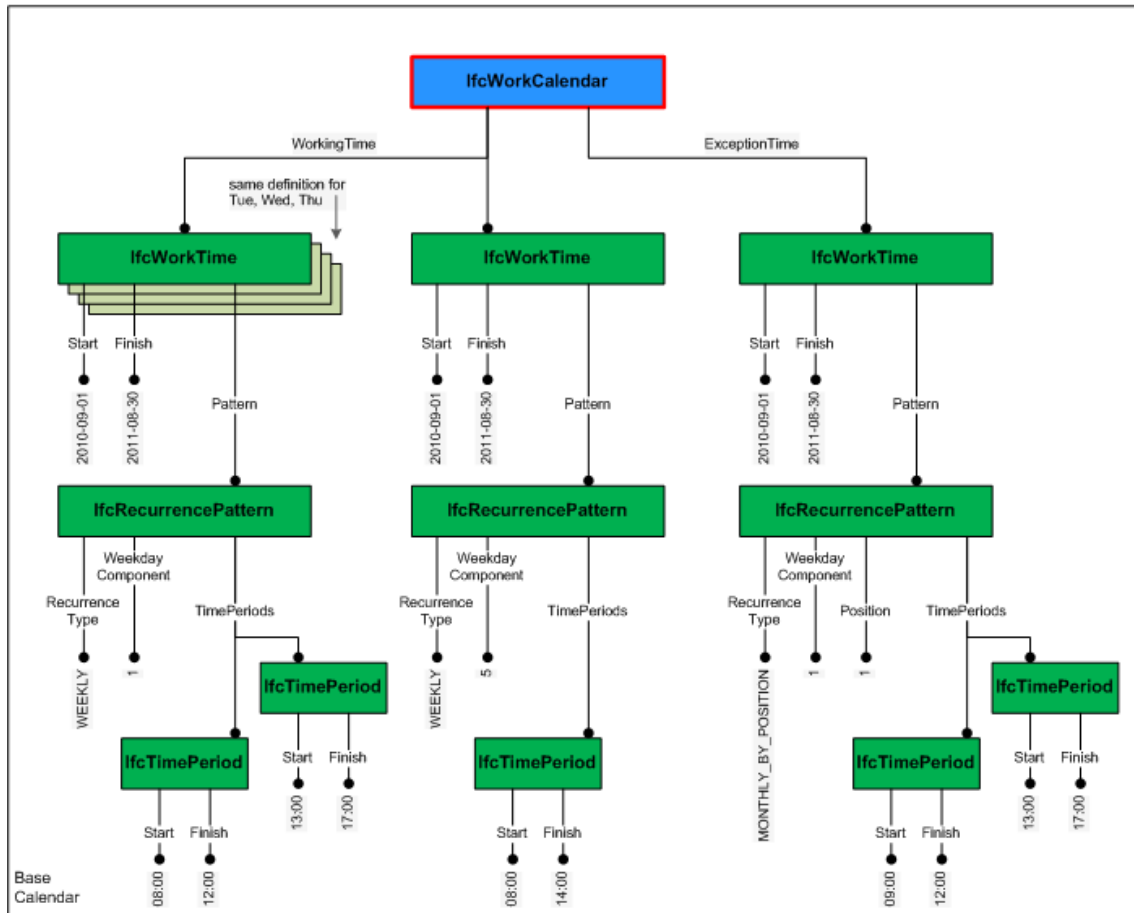 IfcWorkCalendar
WorkingTime
ExceptionTime
same definition for
Tue, Wed, Thu
IfcWorkTime
IfcWorkTime
IfcWorkTime
Start
Finish
Start
Finish
Start
Finish
2010-09-01
2011-08-30
Pattern
2010-09-01
2011-08-30
Pattern
2010-09-01
2011-08-30
Pattern
IfcRecurrencePattern
IfcRecurrencePattern
IfcRecurrencePattern
Weekday
Component
Recurrence
Type
TimePeriods
Weekday
Component
Recurrence
Type
TimePeriods
Weekday
Component
Recurrence
Type
Position
TimePeriods
WEEKLY
1
IfcTimePeriod
WEEKLY
5
MONTHLY_BY_POSITION
1
1
IfcTimePeriod
Start
Finish
13:00
17:00
Start
Finish
13:00
17:00
IfcTimePeriod
IfcTimePeriod
IfcTimePeriod
Start
Finish
08:00
12:00
Start
Finish
08:00
14:00
Start
Finish
09:00
12:00
Base
Calendar